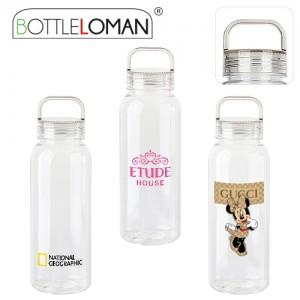 BOTTLELOMAN®
ETUDE
HOUSE
GUCCI
NATIONAL
GEOGRAPHIC